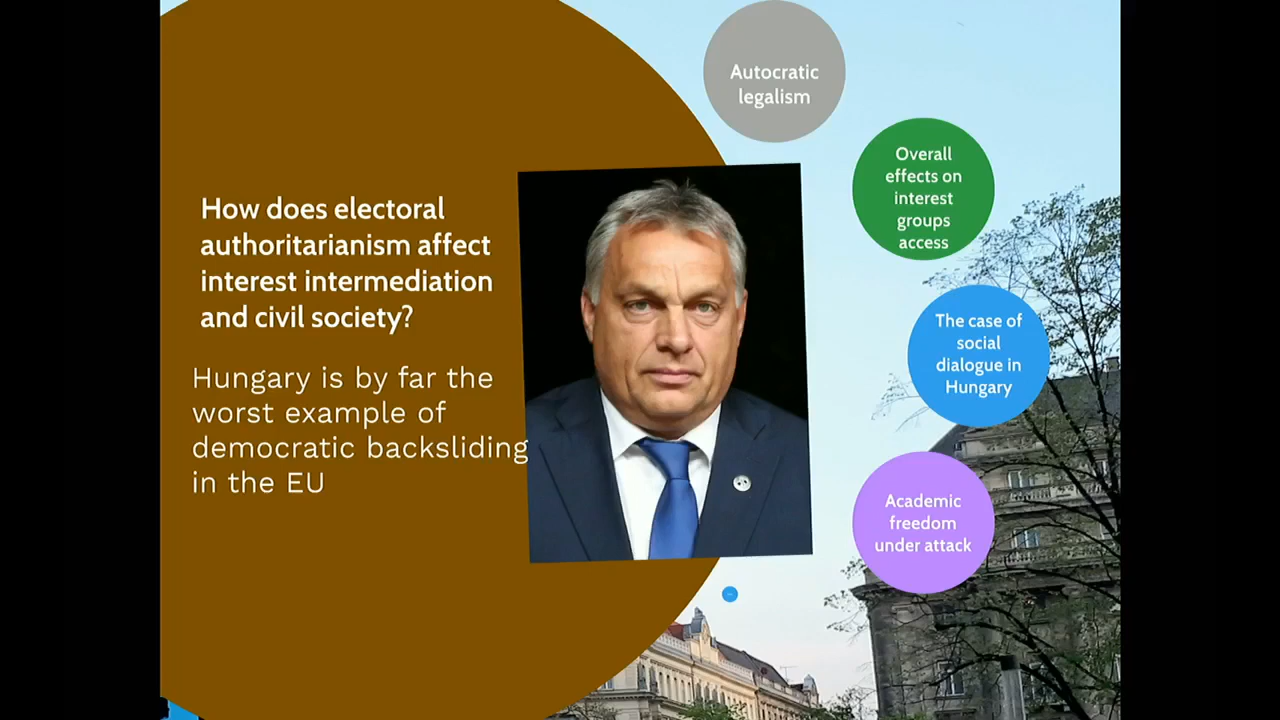 How does electoral
authoritarianism affect
interest intermediation
and civil society?
Hungary is by far the
worst example of
democratic backsliding
in the EU
Autocratic
legalism
Overall
effects on
interest
groups
access
The case of
social
dialogue in
Hungary
Academic
freedom
under attack